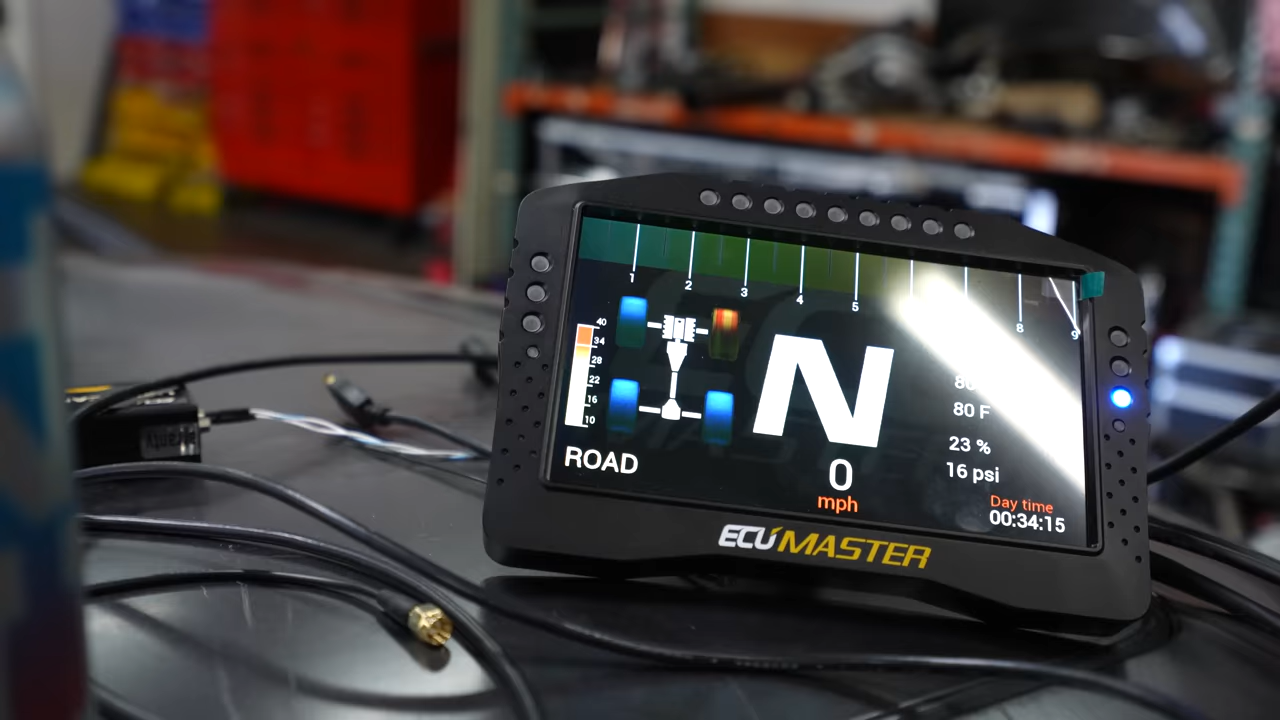 1 2 3 4 5 8 9
40
34
28
22
16
10
N
80 F
23 %
16 psi
ROAD
0
mph
Day time
00:34:15
ECUMASTER